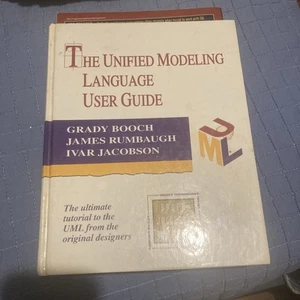 THE UNIFIED MODELING
LANGUAGE
USER GUIDE
GRADY BOOCH
JAMES RUMBAUGH
IVAR JACOBSON
UML
The ultimate
tutorial to the
UML from the
original designers